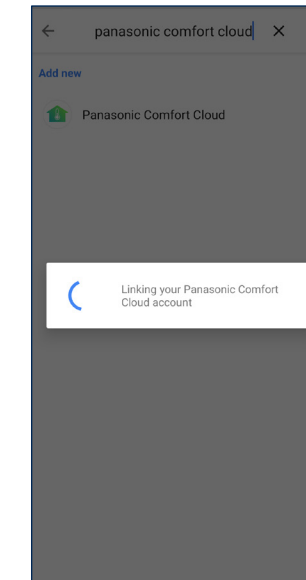 panasonic comfort cloud
Add new
Panasonic Comfort Cloud
Linking your Panasonic Comfort
Cloud account